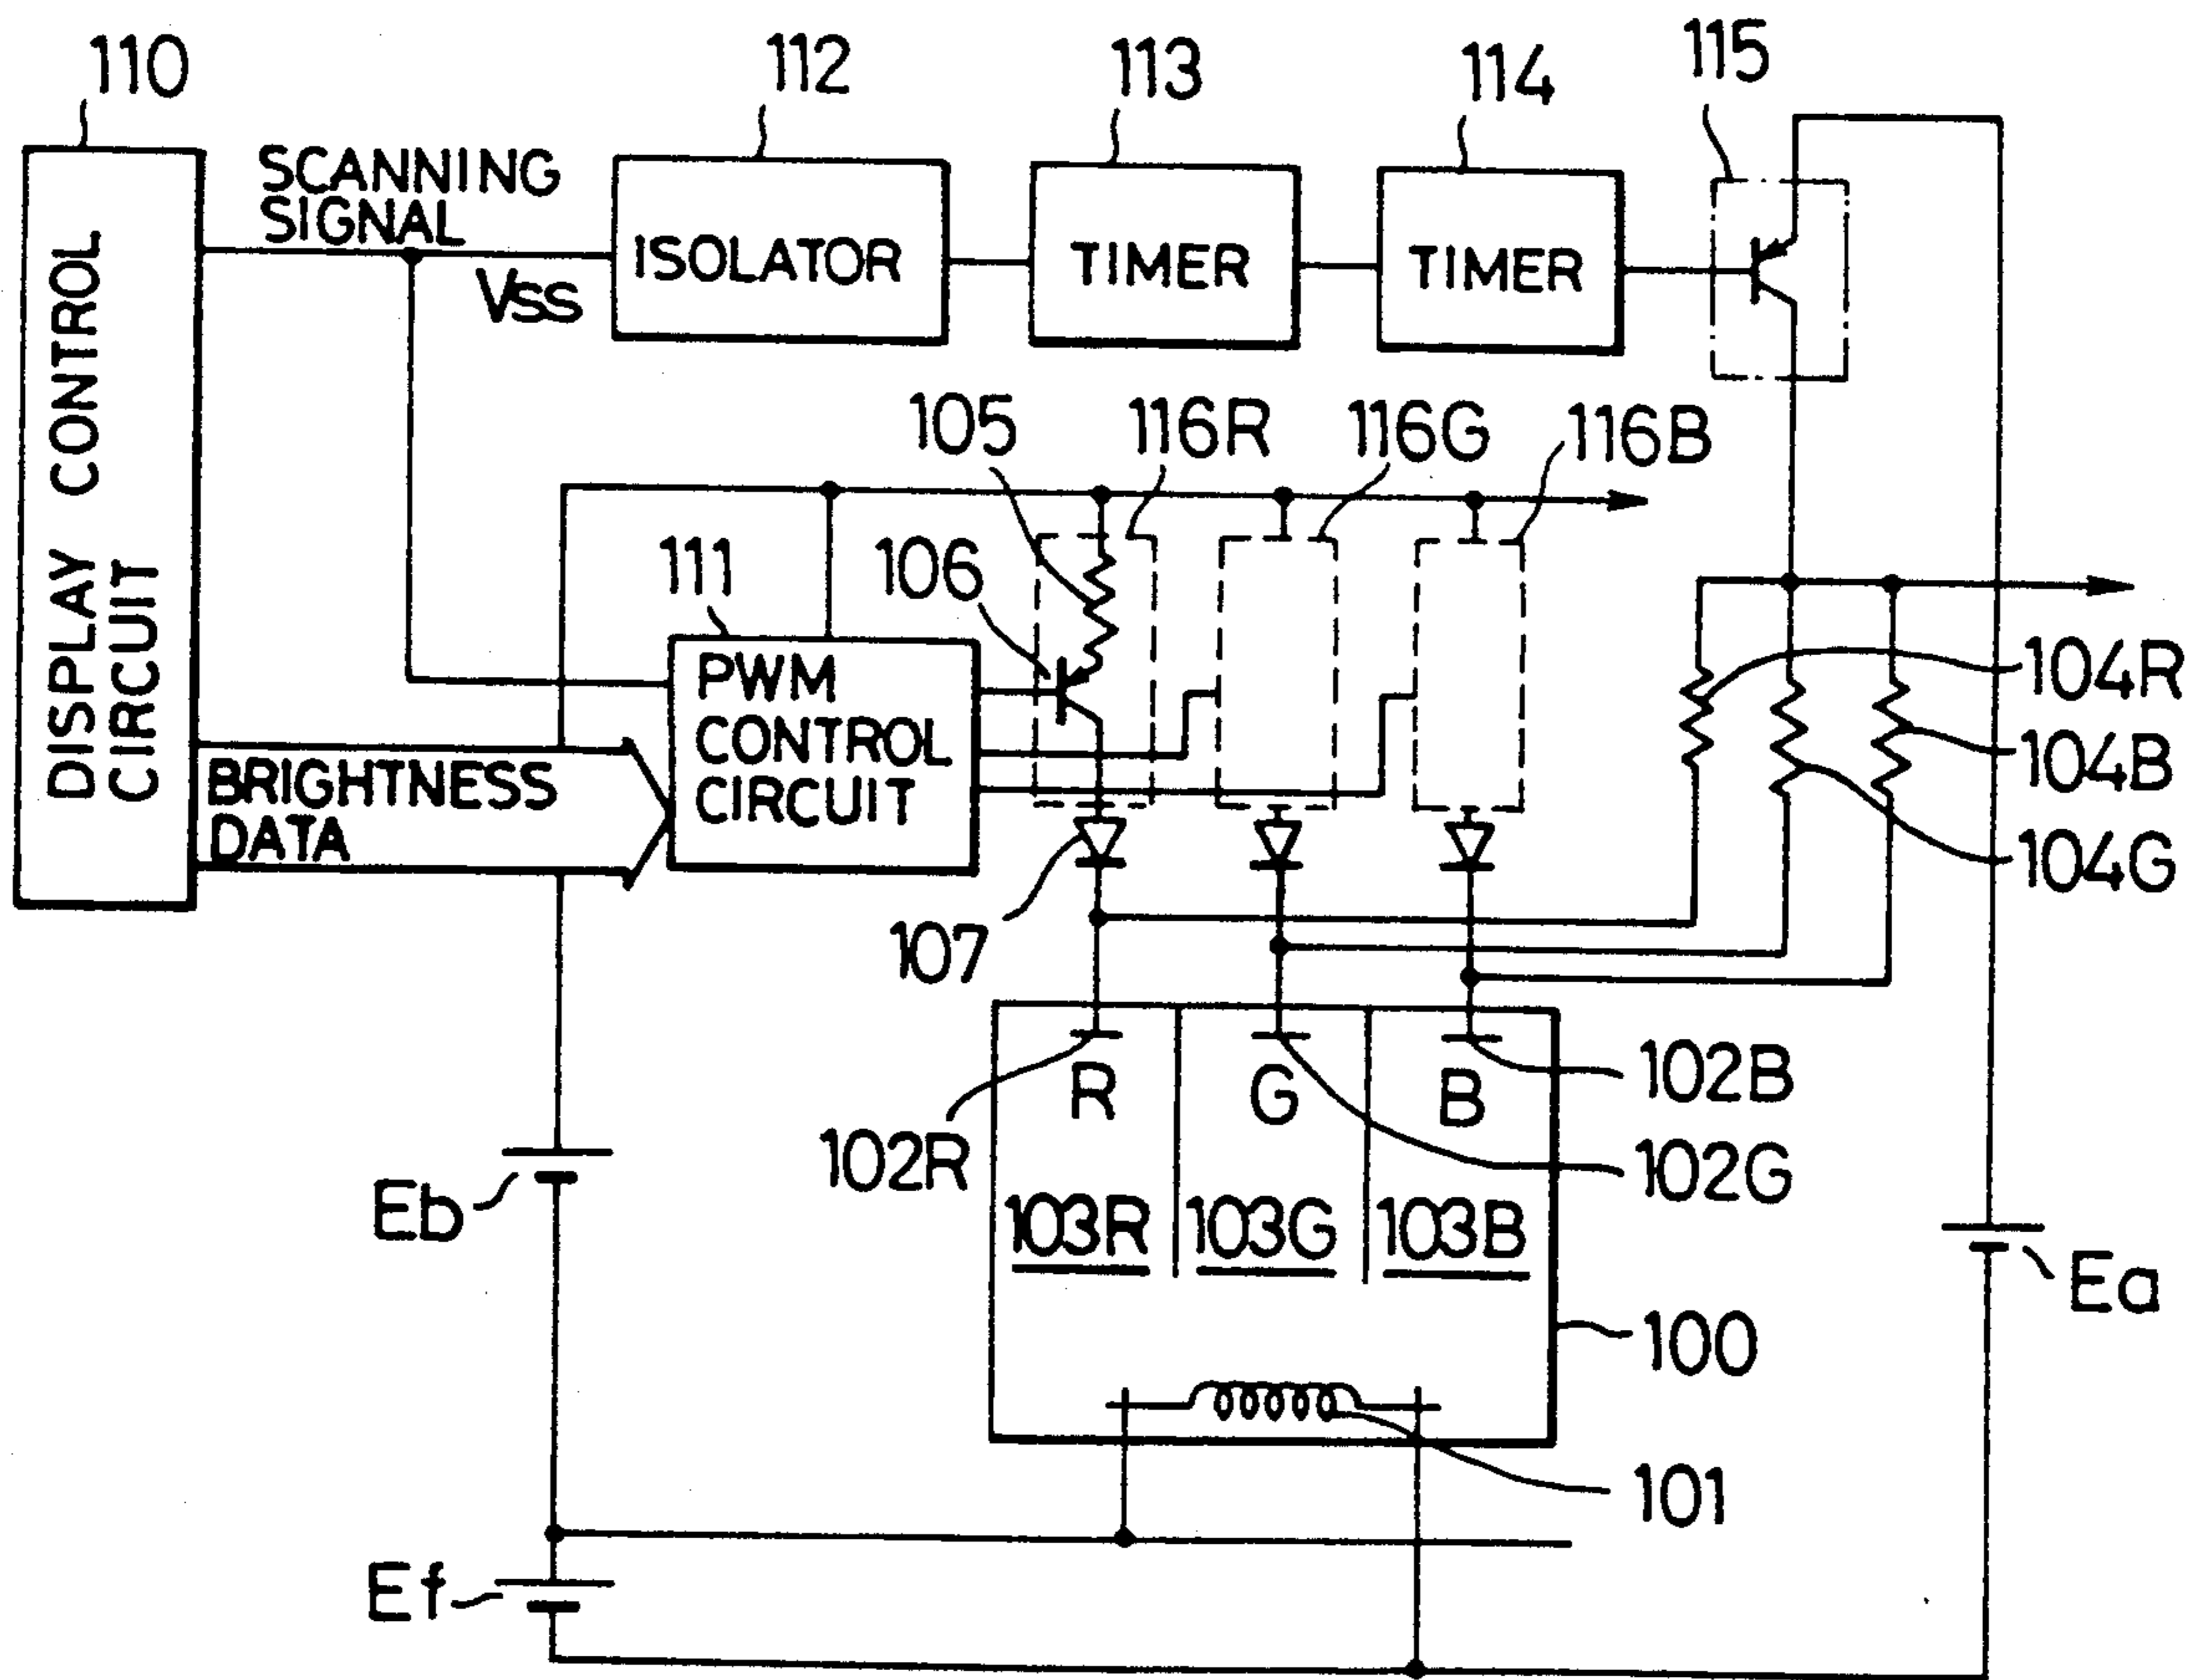 110
112
113
114
115
SCANNING
SIGNAL
VSS
ISOLATOR
TIMER
TIMER
DISPLAY CONTROL
CIRCUIT
105
116R
116G
116B
111
106
PWM
CONTROL
CIRCUIT
BRIGHTNESS
DATA
104R
104B
104G
107
R
G
B
102B
102R
102G
Eb
103R
103G
103B
Ea
100
101
Ef